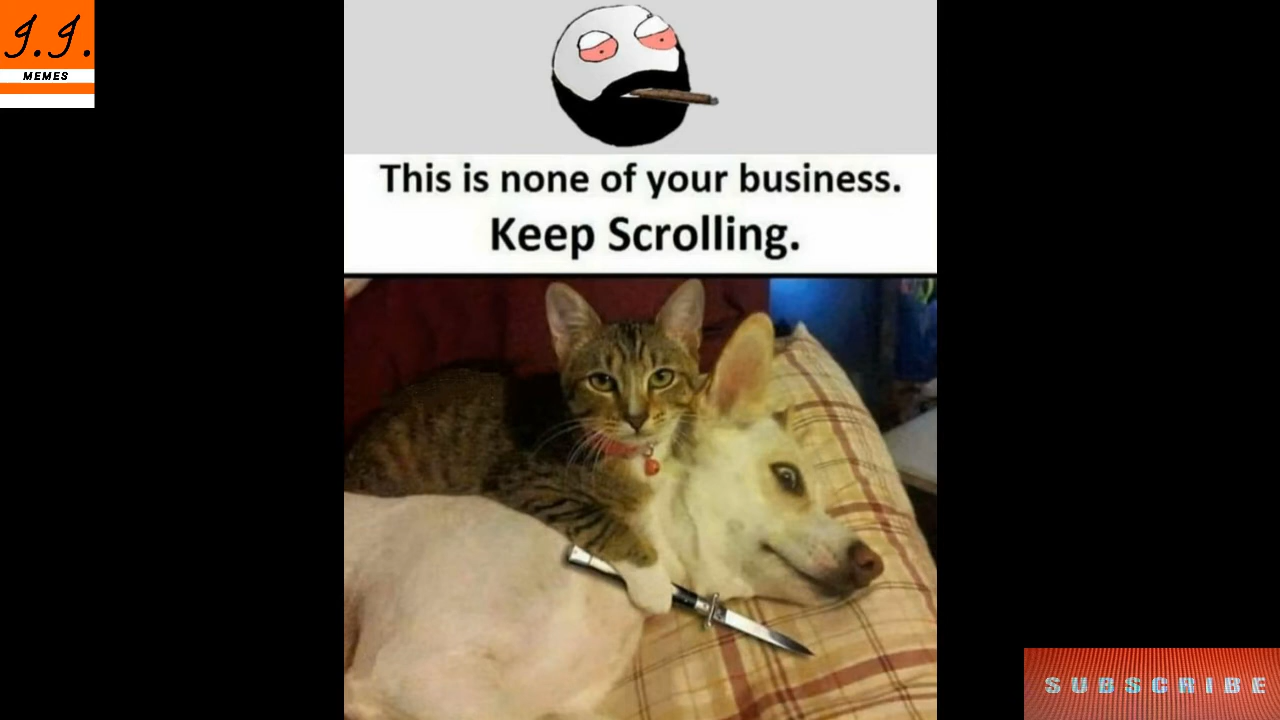 J.J.
MEMES
This is none of your business.
Keep Scrolling.
SUBSCRIBE